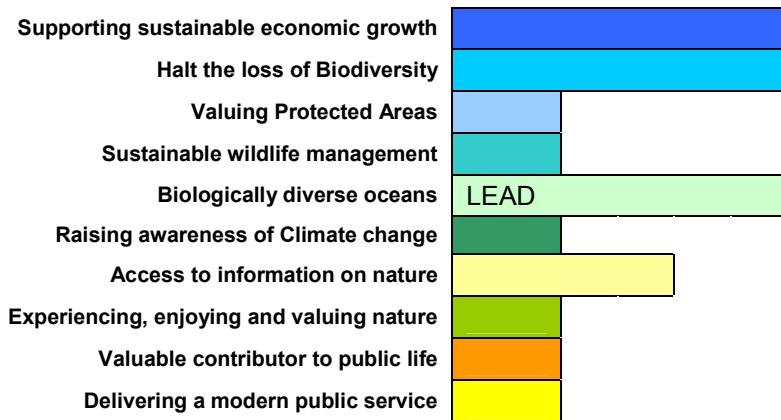 Supporting sustainable economic growth
Halt the loss of Biodiversity
Valuing Protected Areas
Sustainable wildlife management
Biologically diverse oceans LEAD
Raising awareness of Climate change
Access to information on nature
Experiencing, enjoying and valuing nature
Valuable contributor to public life
Delivering a modern public service